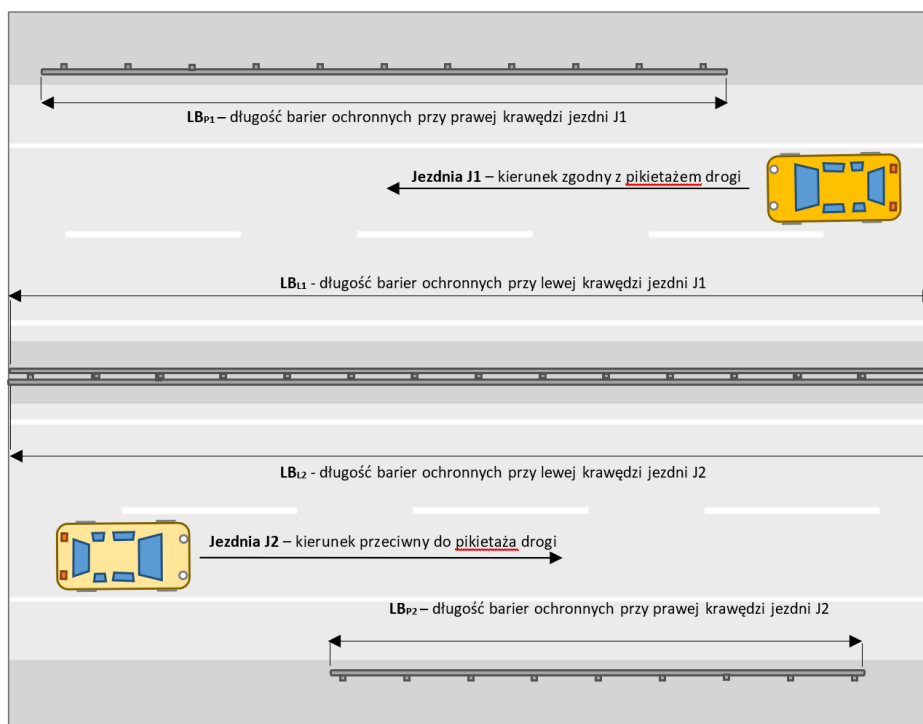 LBP1 – długość barier ochronnych przy prawej krawędzi jezdni J1
Jezdnia J1 – kierunek zgodny z pikietażem drogi
LBL1 - długość barier ochronnych przy lewej krawędzi jezdni J1
LBL2 - długość barier ochronnych przy lewej krawędzi jezdni J2
Jezdnia J2 – kierunek przeciwny do pikietaża drogi
LBP2 – długość barier ochronnych przy prawej krawędzi jezdni J2